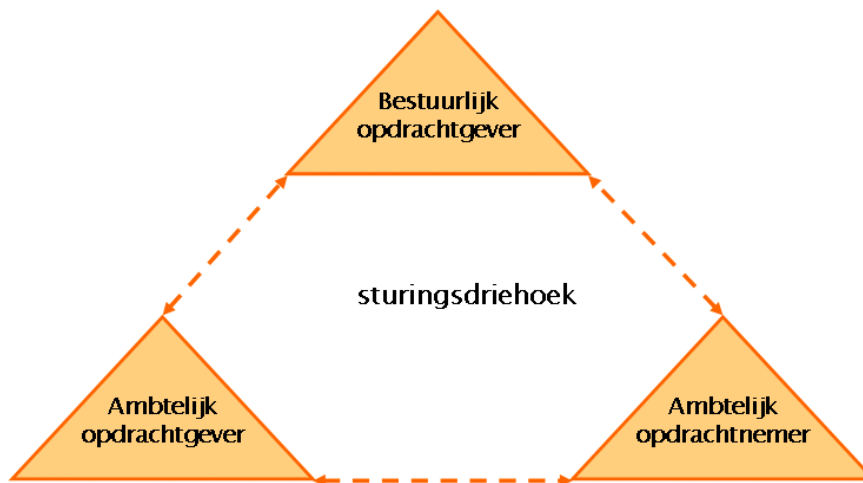 Bestuurlijk
opdrachtgever
sturingsdriehoek
Ambtelijk
opdrachtgever
Ambtelijk
opdrachtnemer